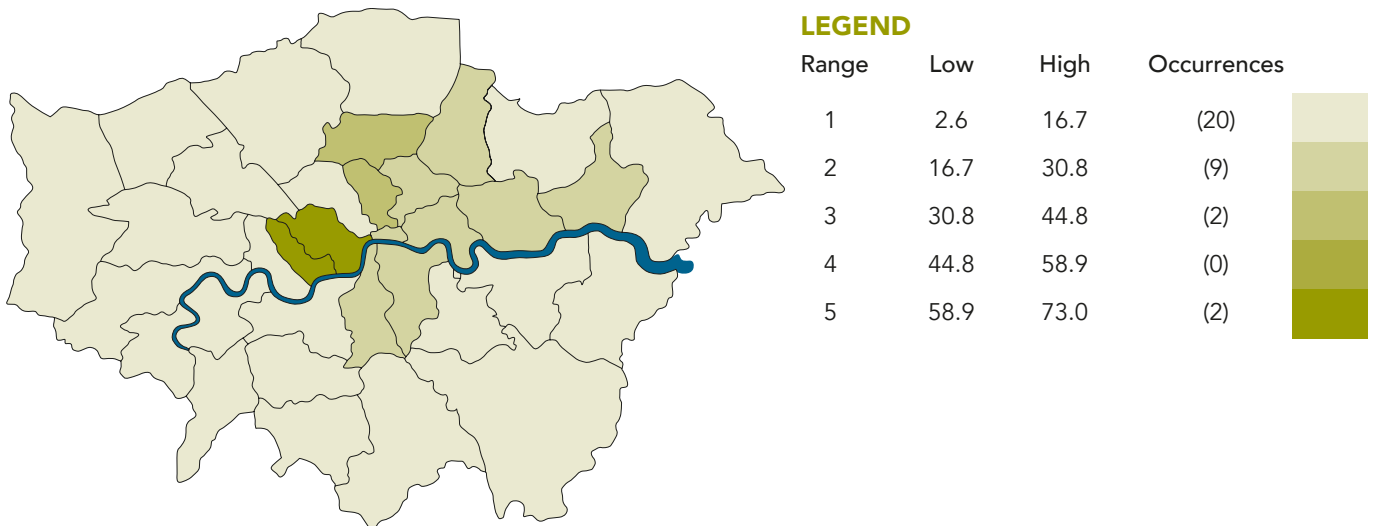 LEGEND
Range Low High Occurrences
1 2.6 16.7 (20)
2 16.7 30.8 (9)
3 30.8 44.8 (2)
4 44.8 58.9 (0)
5 58.9 73.0 (2)